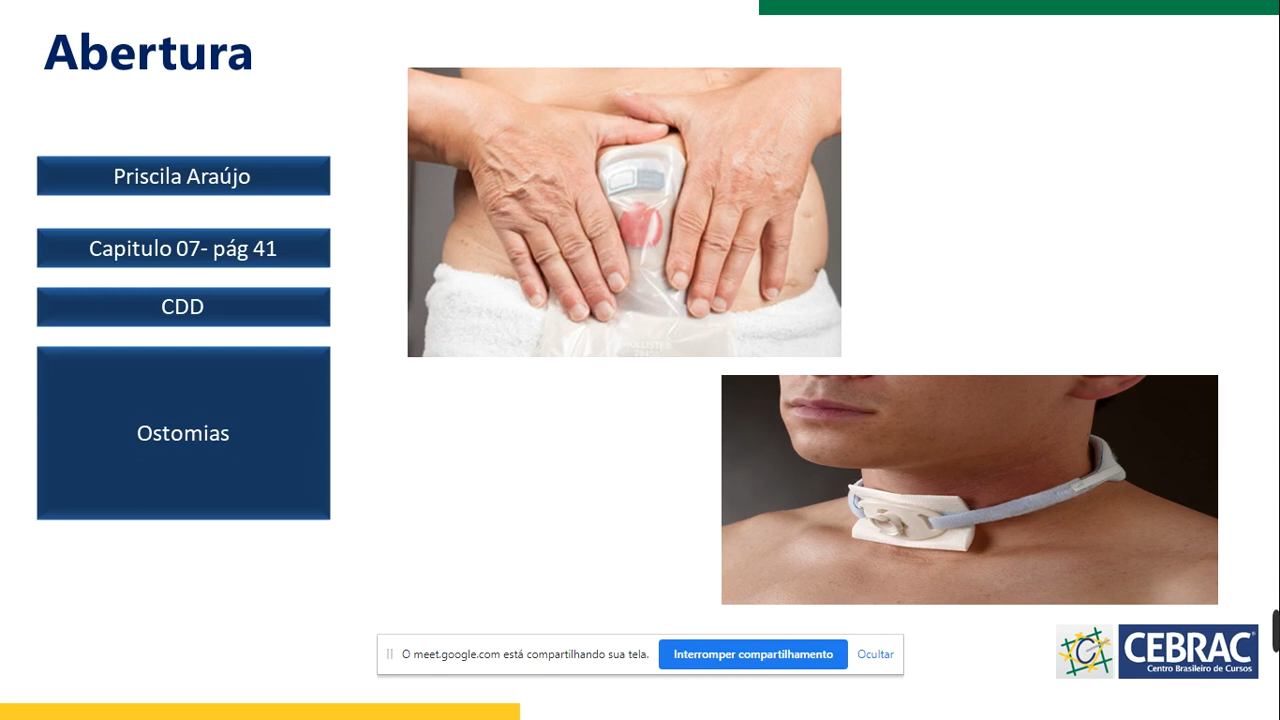 Abertura
Priscila Araújo
Capitulo 07- pág 41
CDD
Ostomias
O meet.google.com está compartilhando sua tela.
Interromper compartilhamento
Ocultar
CEBRAC
Centro Brasileiro de Cursos